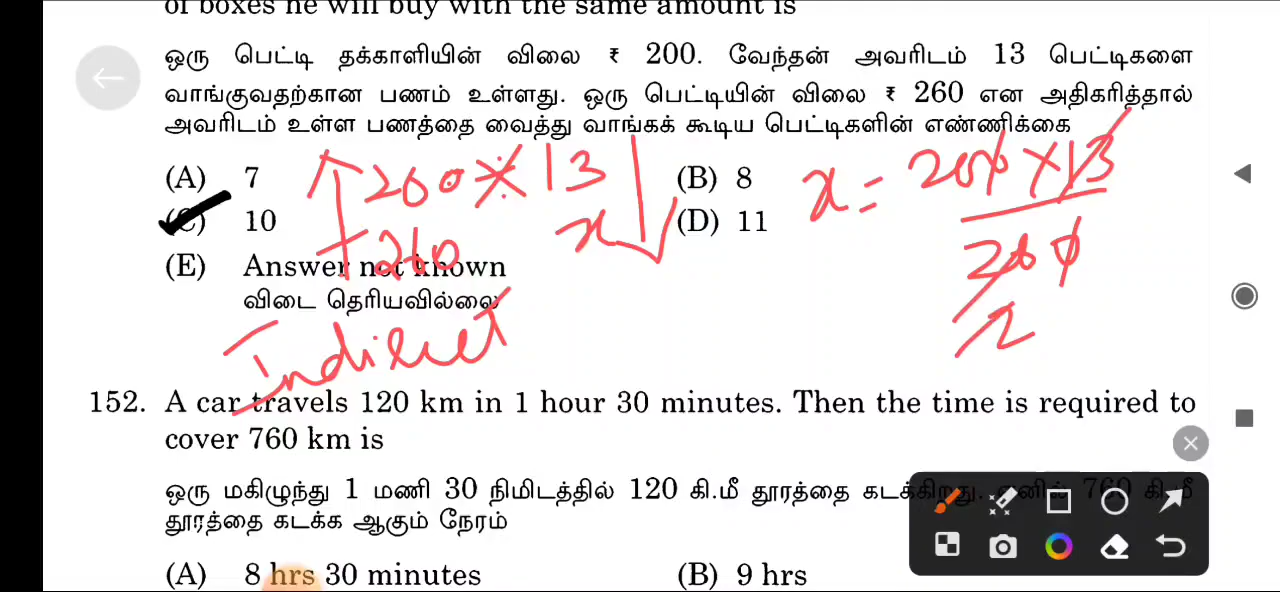 of boxes he will buy with the same amount is
ஒரு பெட்டி தக்காளியின் விலை ₹ 200. வேந்தன் அவரிடம் 13 பெட்டிகளை
வாங்குவதற்கான பணம் உள்ளது. ஒரு பெட்டியின் விலை ₹ 260 என அதிகரித்தால்
அவரிடம் உள்ள பணத்தை வைத்து வாங்கக் கூடிய பெட்டிகளின் எண்ணிக்கை
(A) 7 (B) 8
200 13
x = 200 × 13
(C) 10 (D) 11
260 x
260
2
(E) Answer not known
விடை தெரியவில்லை
Indirect
152. A car travels 120 km in 1 hour 30 minutes. Then the time is required to
cover 760 km is
ஒரு மகிழுந்து 1 மணி 30 நிமிடத்தில் 120 கி.மீ தூரத்தை கடக்கிறது. எனில் 760 கி.மீ
தூரத்தை கடக்க ஆகும் நேரம்
(A) 8 hrs 30 minutes (B) 9 hrs